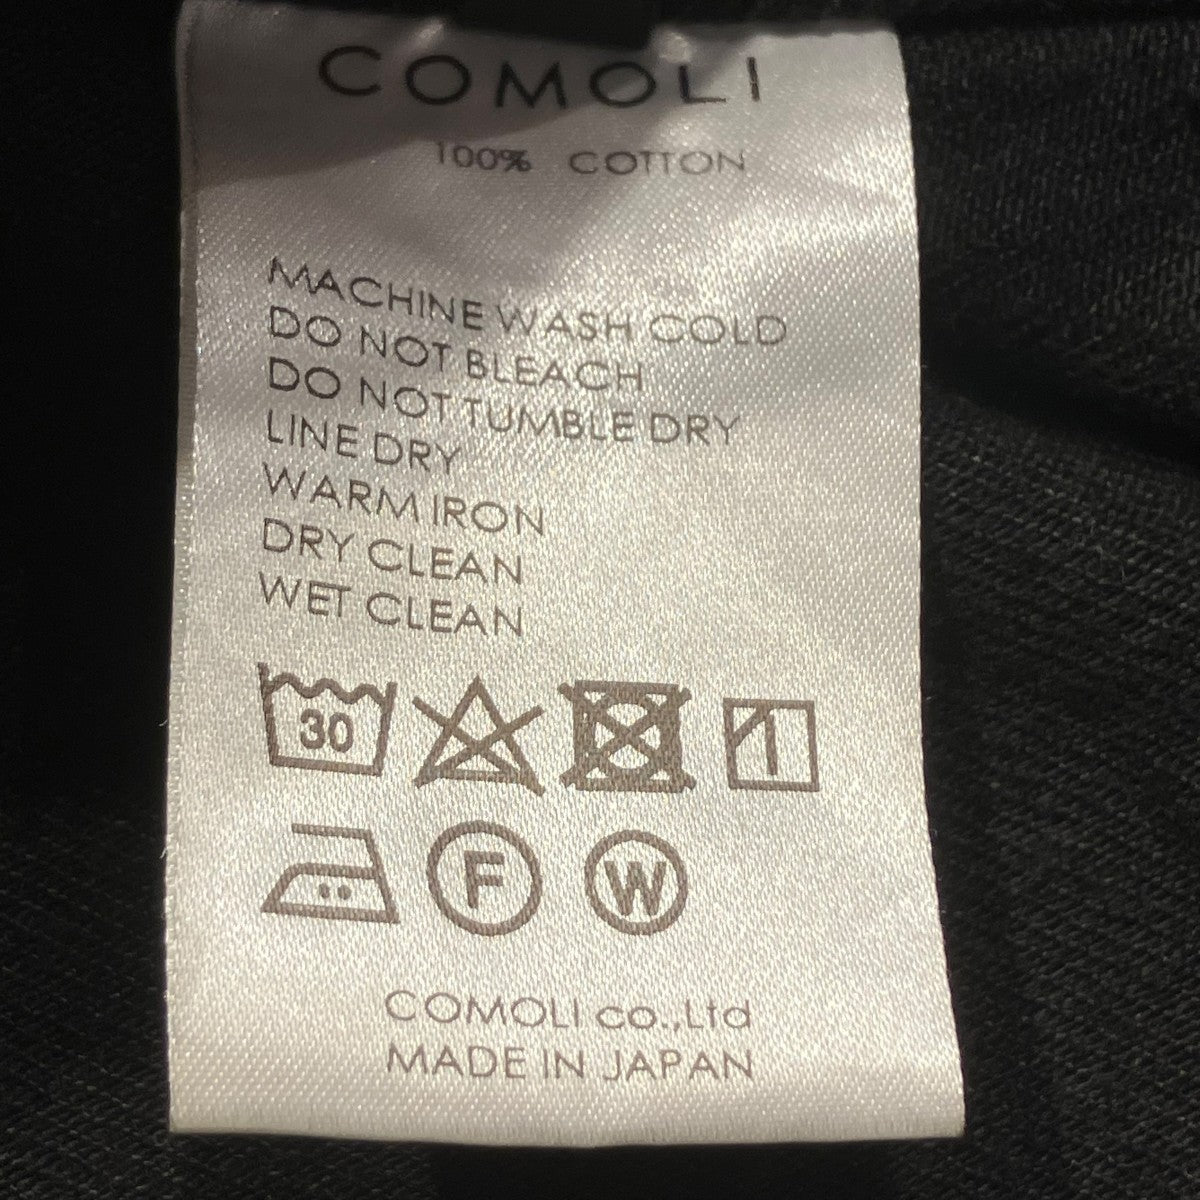 COMOLI
100% COTTON
MACHINE WASH COLD
DO NOT BLEACH
DO NOT TUMBLE DRY
LINE DRY
WARM IRON
DRY CLEAN
WET CLEAN
30
F W
COMOLI co.,Ltd
MADE IN JAPAN